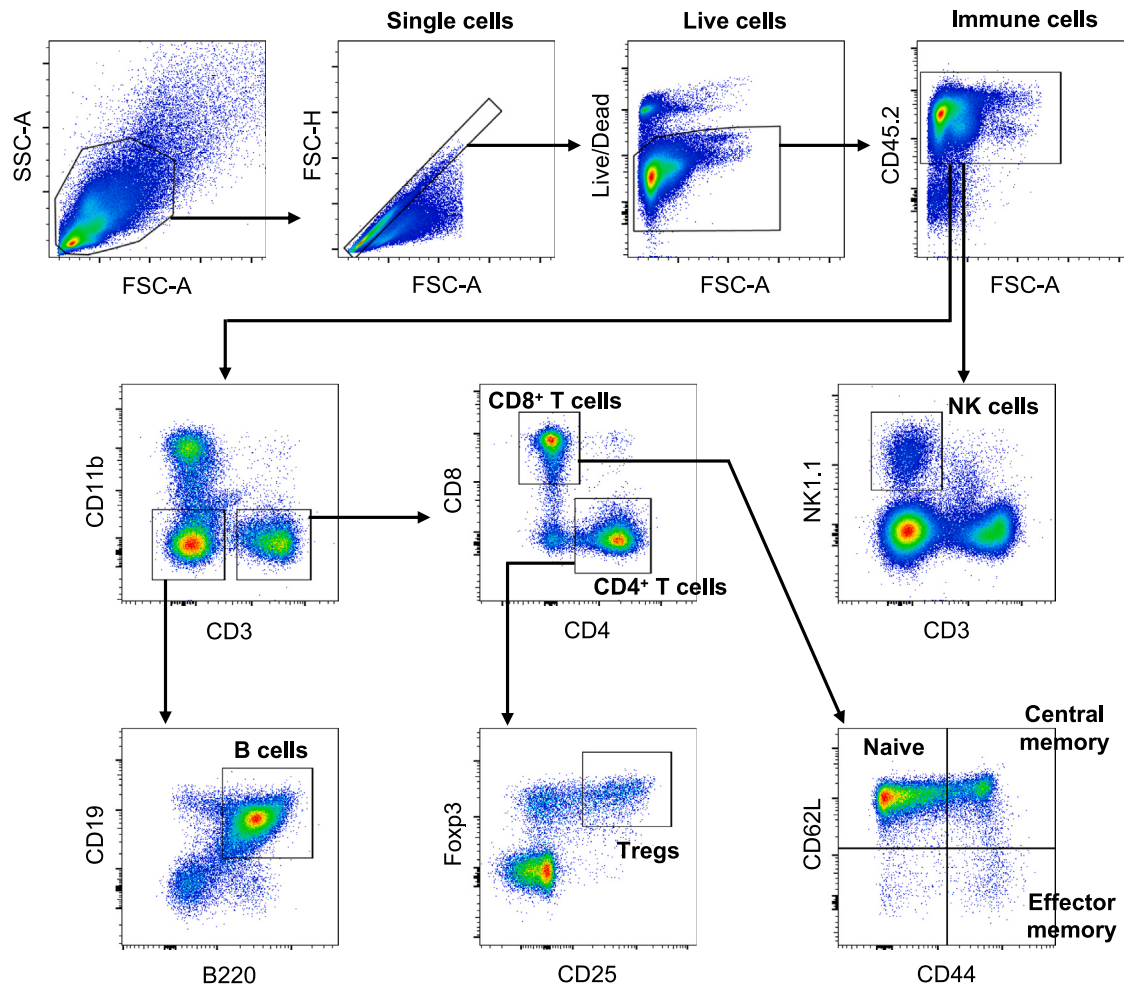 Single cells
Live cells
Immune cells
SSC-A
FSC-A
FSC-H
FSC-A
Live/Dead
FSC-A
CD45.2
FSC-A
CD11b
CD3
CD8⁺ T cells
CD8
CD4⁺ T cells
CD4
NK cells
NK1.1
CD3
B cells
CD19
B220
Foxp3
Tregs
CD25
Central
memory
Naive
CD62L
Effector
memory
CD44